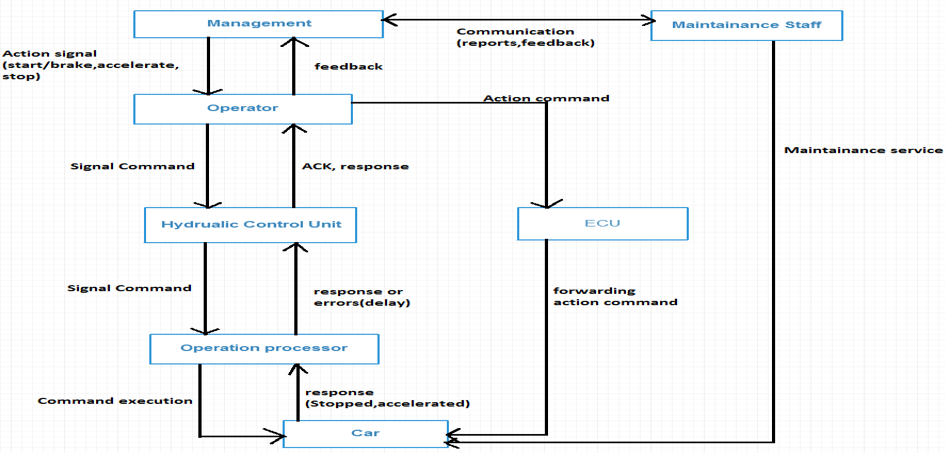 Management
Maintainance Staff
Communication
(reports,feedback)
Action signal
(start/brake,accelerate,
stop)
feedback
Operator
Action command
Signal Command
ACK, response
Maintainance service
Hydrualic Control Unit
ECU
Signal Command
response or
errors(delay)
forwarding
action command
Operation processor
Command execution
response
(Stopped,accelerated)
Car